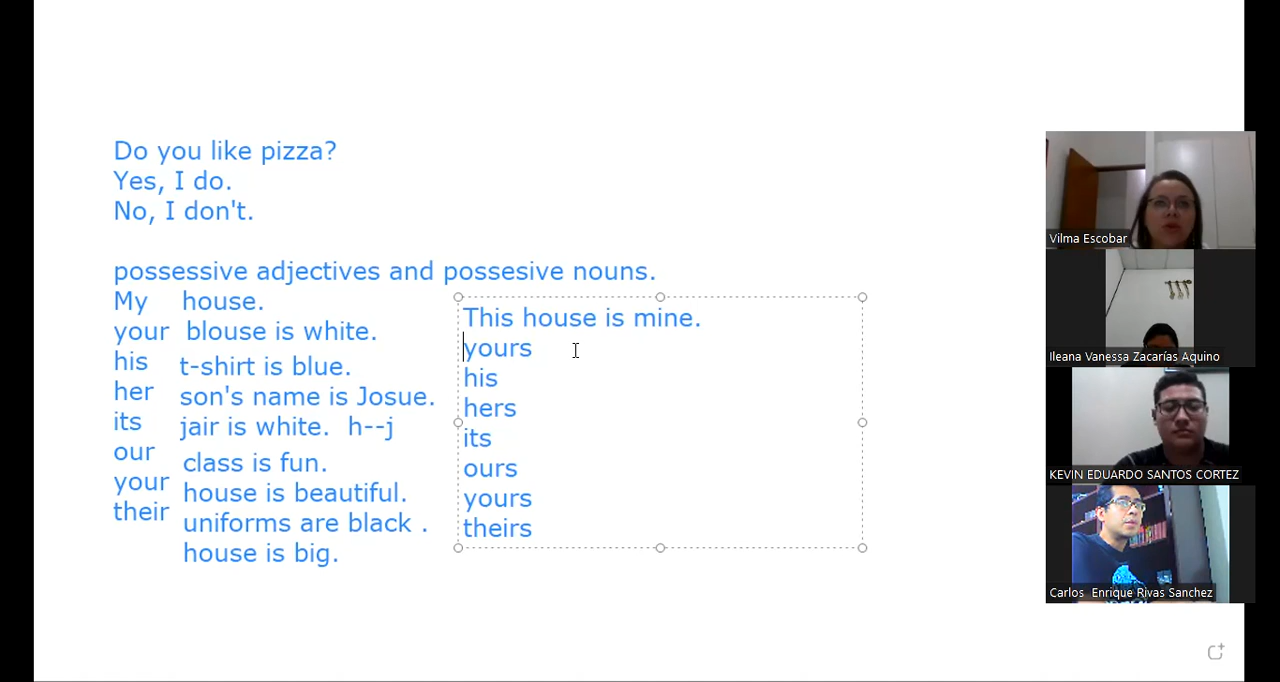 Do you like pizza?
Yes, I do.
No, I don't.
possessive adjectives and possesive nouns.
My house.
your blouse is white.
his t-shirt is blue.
her son's name is Josue.
its jair is white. h--j
our class is fun.
your house is beautiful.
their uniforms are black .
house is big.
This house is mine.
yours
his
hers
its
ours
yours
theirs
Vilma Escobar
Ileana Vanessa Zacarías Aquino
KEVIN EDUARDO SANTOS CORTEZ
Carlos Enrique Rivas Sanchez